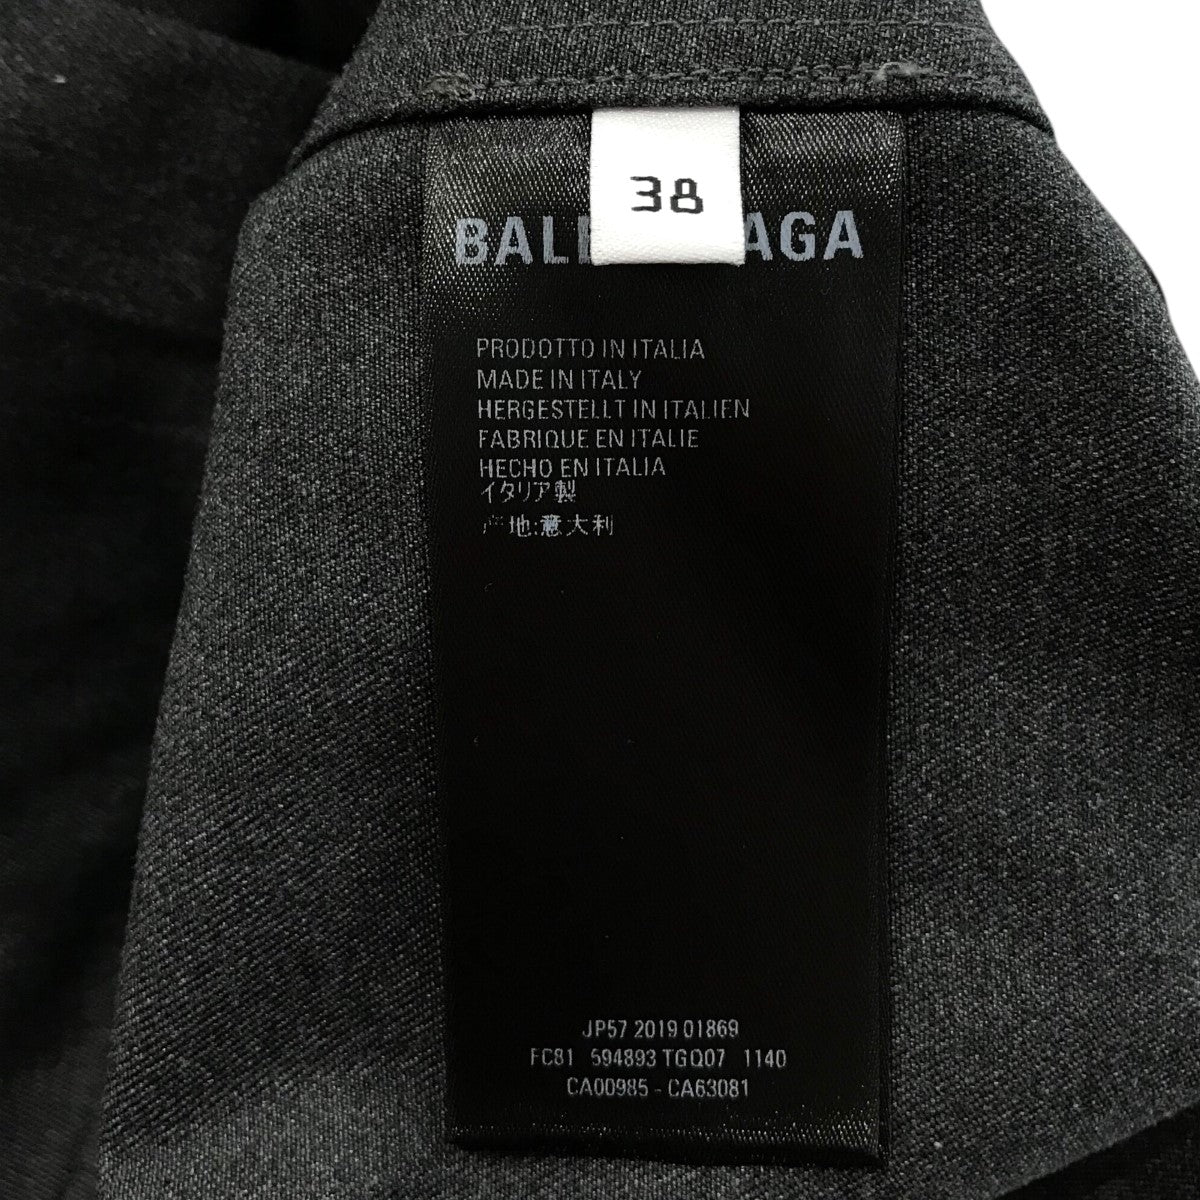 38
BALE AGA
PRODOTTO IN ITALIA
MADE IN ITALY
HERGESTELLT IN ITALIEN
FABRIQUE EN ITALIE
HECHO EN ITALIA
イタリア製
产地:意大利
JP57 2019 01869
FC81 594893 TGQ07 1140
CA00985 - CA63081